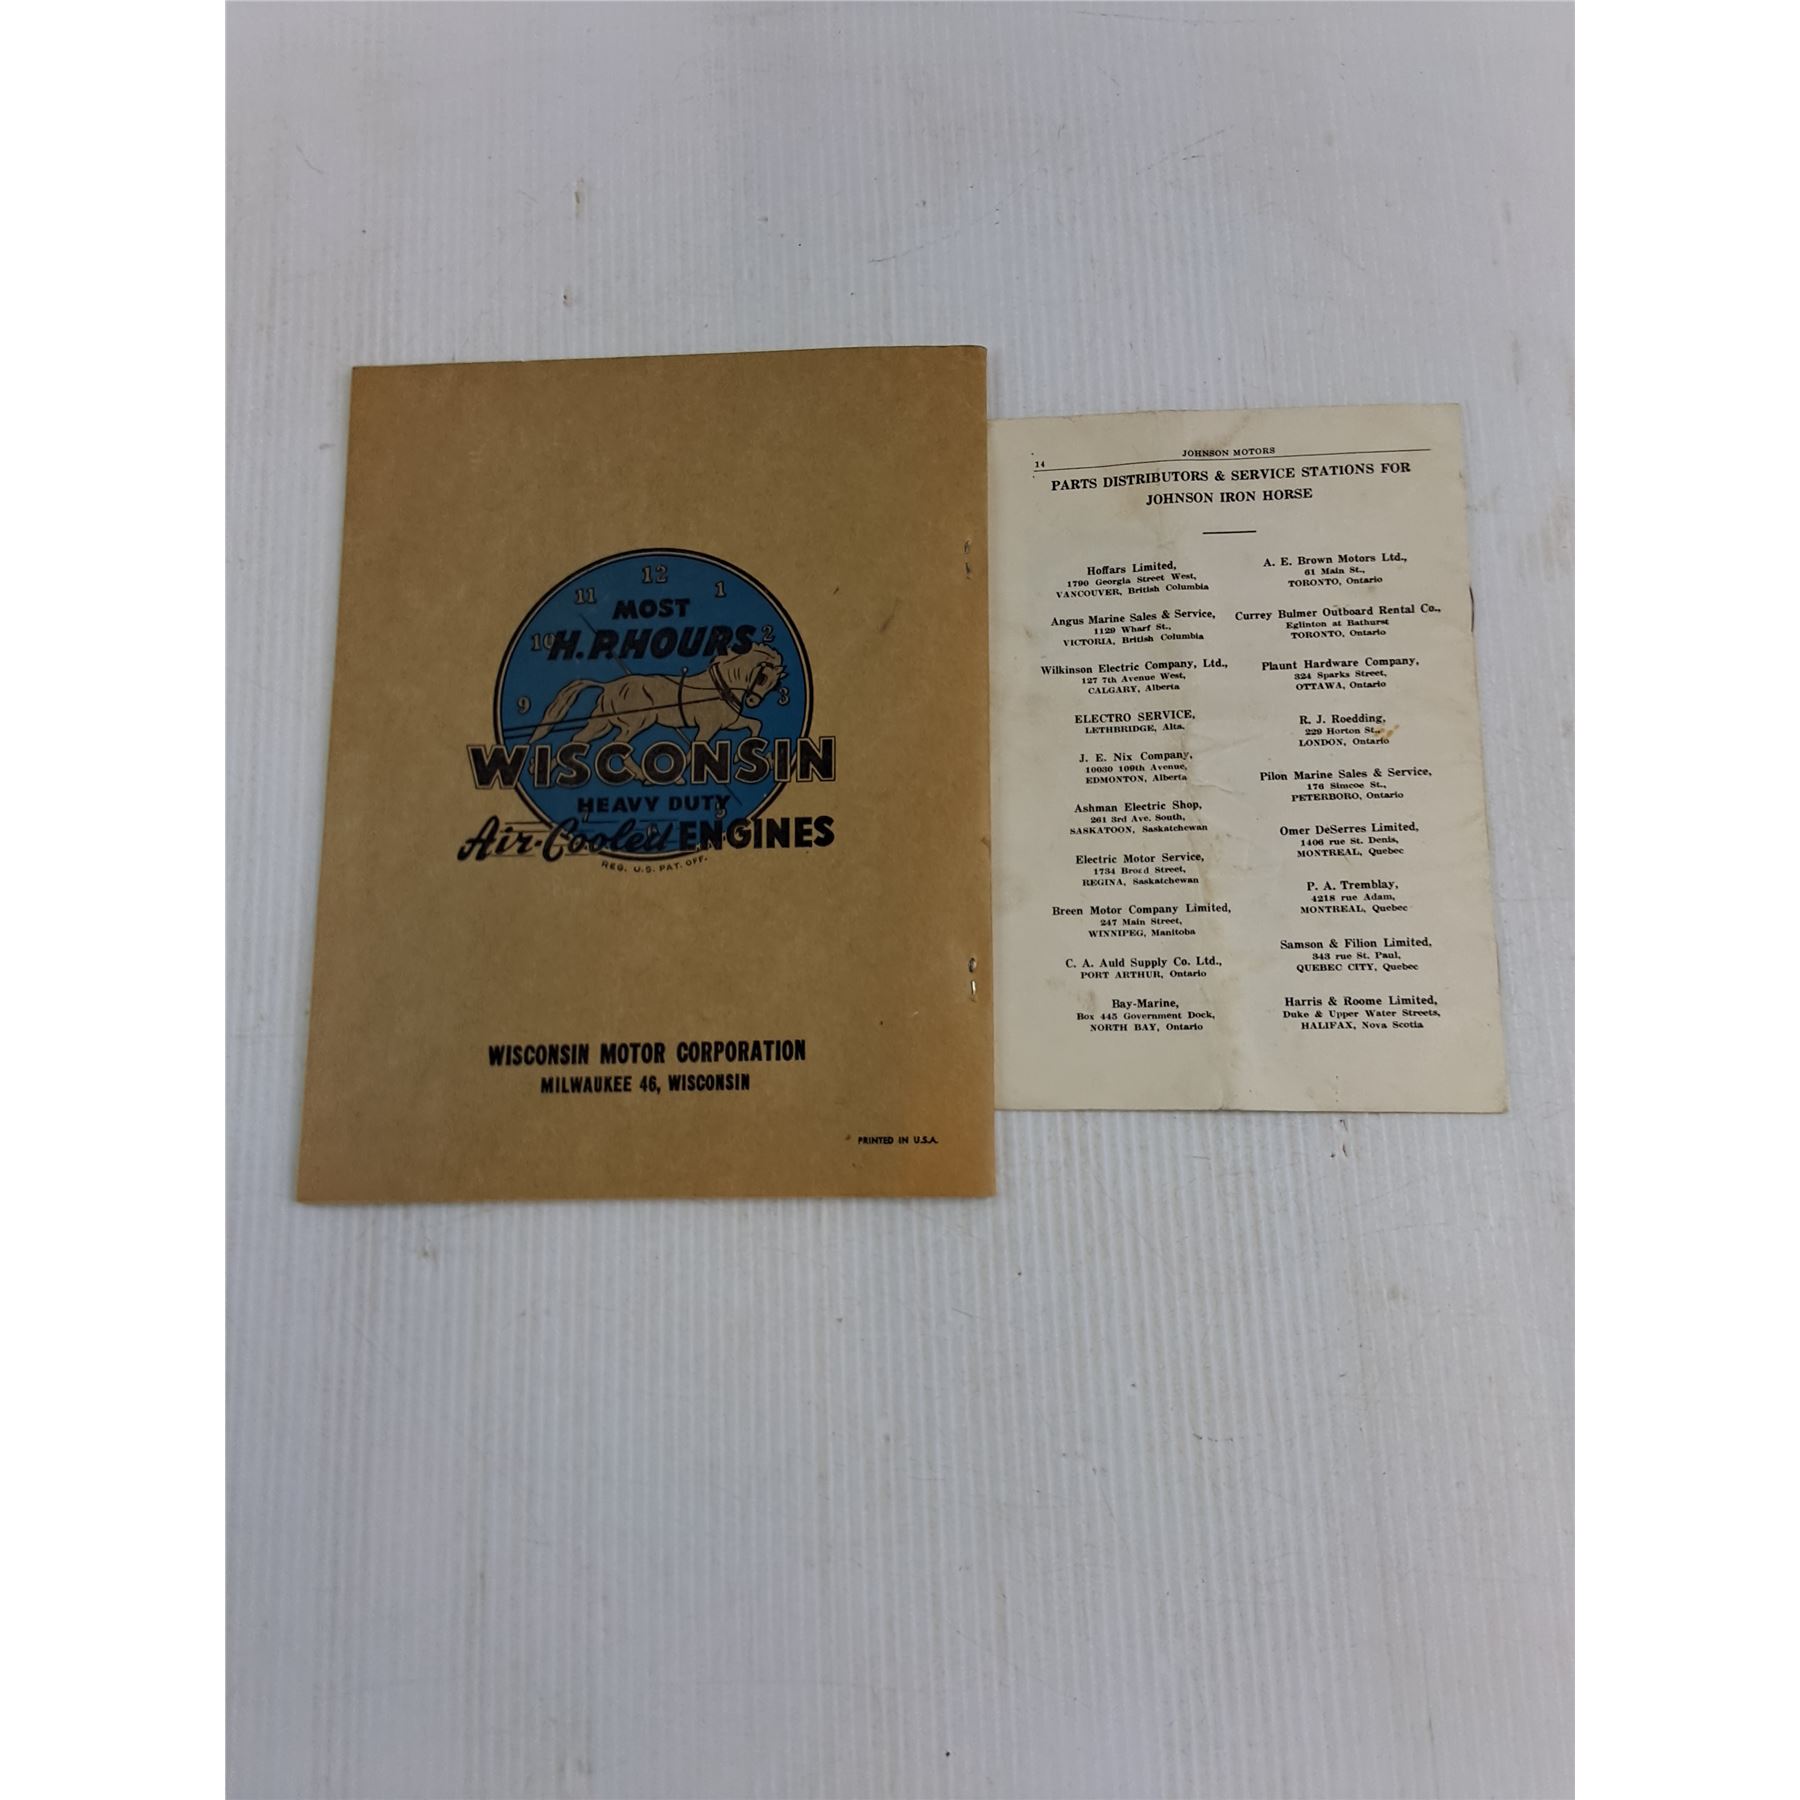 12
11
1
MOST
10
H.P. HOURS
2
9
3
WISCONSIN
HEAVY DUTY
7
5
6
Air-Cooled ENGINES
REG. U.S. PAT. OFF.
WISCONSIN MOTOR CORPORATION
MILWAUKEE 46, WISCONSIN
PRINTED IN U.S.A.
14
JOHNSON MOTORS
PARTS DISTRIBUTORS & SERVICE STATIONS FOR
JOHNSON IRON HORSE
Hoffars Limited,
1790 Georgia Street West,
VANCOUVER, British Columbia
Angus Marine Sales & Service,
1129 Wharf St.,
VICTORIA, British Columbia
Wilkinson Electric Company, Ltd.,
127 7th Avenue West,
CALGARY, Alberta
ELECTRO SERVICE,
LETHBRIDGE, Alta.
J. E. Nix Company,
10030 109th Avenue,
EDMONTON, Alberta
Ashman Electric Shop,
261 3rd Ave. South,
SASKATOON, Saskatchewan
Electric Motor Service,
1734 Broad Street,
REGINA, Saskatchewan
Breen Motor Company Limited,
247 Main Street,
WINNIPEG, Manitoba
C. A. Auld Supply Co. Ltd.,
PORT ARTHUR, Ontario
Bay-Marine,
Box 445 Government Dock,
NORTH BAY, Ontario
A. E. Brown Motors Ltd.,
61 Main St.,
TORONTO, Ontario
Currey Bulmer Outboard Rental Co.,
Eglinton at Bathurst
TORONTO, Ontario
Plaunt Hardware Company,
324 Sparks Street,
OTTAWA, Ontario
R. J. Roedding,
229 Horton St.,
LONDON, Ontario
Pilon Marine Sales & Service,
176 Simcoe St.,
PETERBORO, Ontario
Omer DeSerres Limited,
1406 rue St. Denis,
MONTREAL, Quebec
P. A. Tremblay,
4218 rue Adam,
MONTREAL, Quebec
Samson & Filion Limited,
343 rue St. Paul,
QUEBEC CITY, Quebec
Harris & Roome Limited,
Duke & Upper Water Streets,
HALIFAX, Nova Scotia